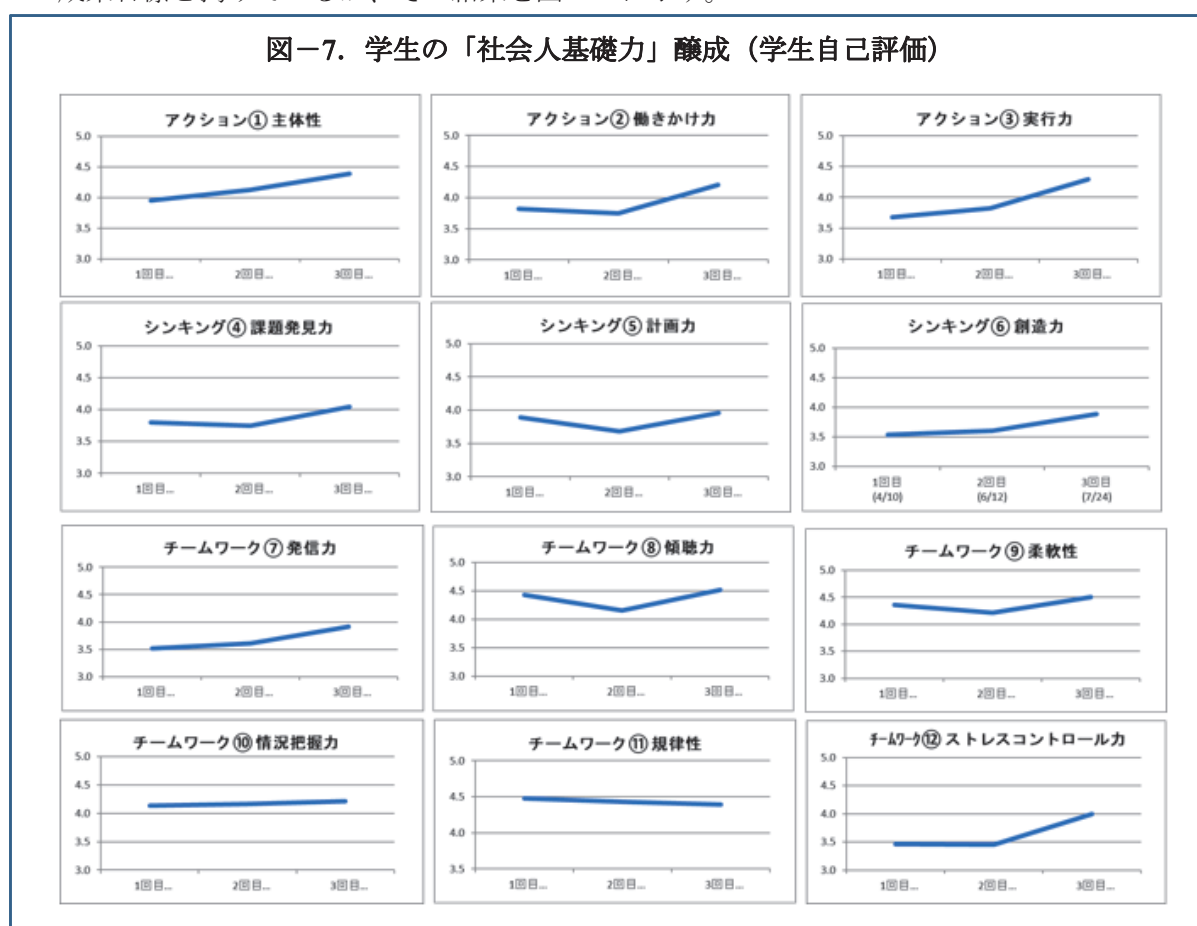 図－7．学生の「社会人基礎力」醸成（学生自己評価）
アクション① 主体性
5.0
4.5
4.0
3.5
3.0
1回目…
2回目…
3回目…
アクション② 働きかけ力
5.0
4.5
4.0
3.5
3.0
1回目…
2回目…
3回目…
アクション③ 実行力
5.0
4.5
4.0
3.5
3.0
1回目…
2回目…
3回目…
シンキング④ 課題発見力
5.0
4.5
4.0
3.5
3.0
1回目…
2回目…
3回目…
シンキング⑤ 計画力
5.0
4.5
4.0
3.5
3.0
1回目…
2回目…
3回目…
シンキング⑥ 創造力
5.0
4.5
4.0
3.5
3.0
1回目
(4/10)
2回目
(6/12)
3回目
(7/24)
チームワーク⑦ 発信力
5.0
4.5
4.0
3.5
3.0
1回目…
2回目…
3回目…
チームワーク⑧ 傾聴力
5.0
4.5
4.0
3.5
3.0
1回目…
2回目…
3回目…
チームワーク⑨ 柔軟性
5.0
4.5
4.0
3.5
3.0
1回目…
2回目…
3回目…
チームワーク⑩ 情況把握力
5.0
4.5
4.0
3.5
3.0
1回目…
2回目…
3回目…
チームワーク⑪ 規律性
5.0
4.5
4.0
3.5
1回目…
2回目…
3回目…
ﾁｰﾑﾜｰｸ⑫ ストレスコントロール力
5.0
4.5
4.0
3.5
3.0
1回目…
2回目…
3回目…